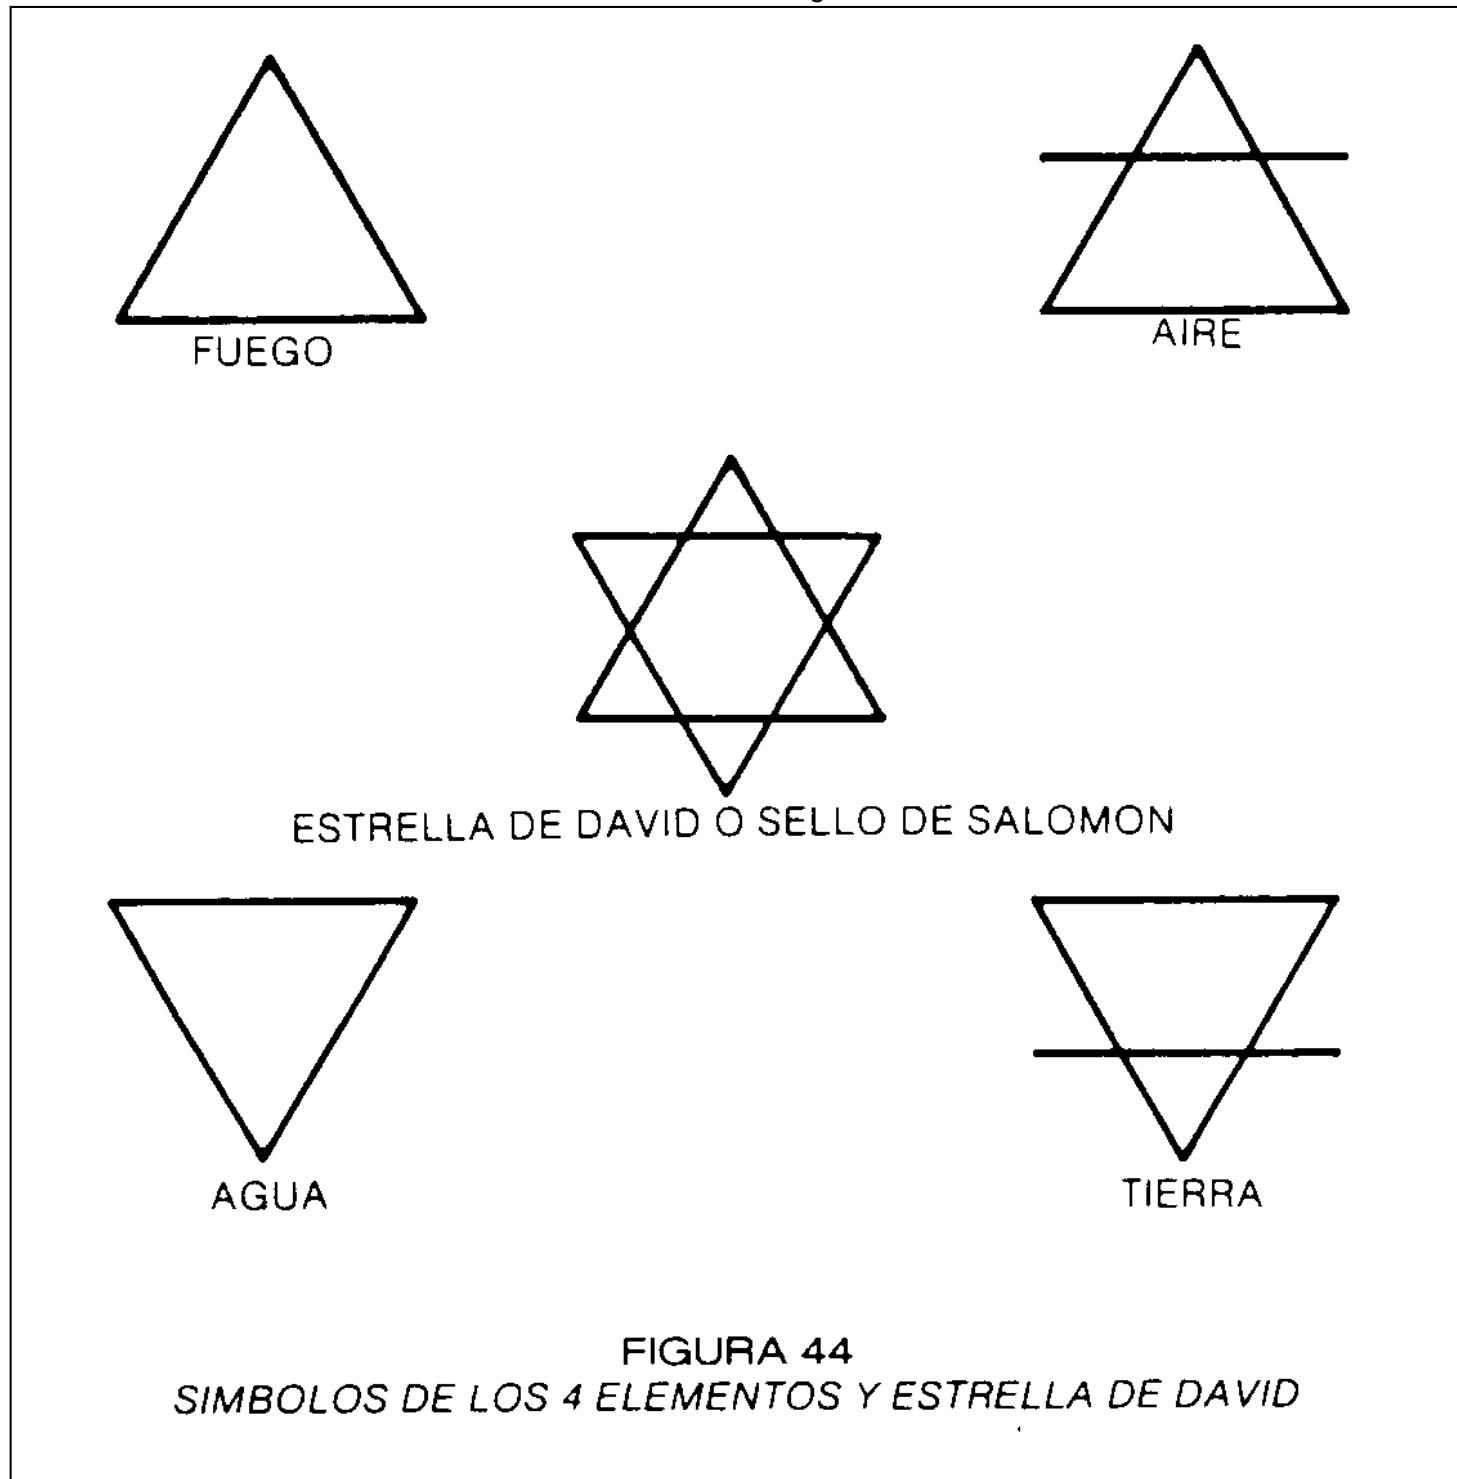 FUEGO
AIRE
ESTRELLA DE DAVID O SELLO DE SALOMON
AGUA
TIERRA
FIGURA 44
SIMBOLOS DE LOS 4 ELEMENTOS Y ESTRELLA DE DAVID